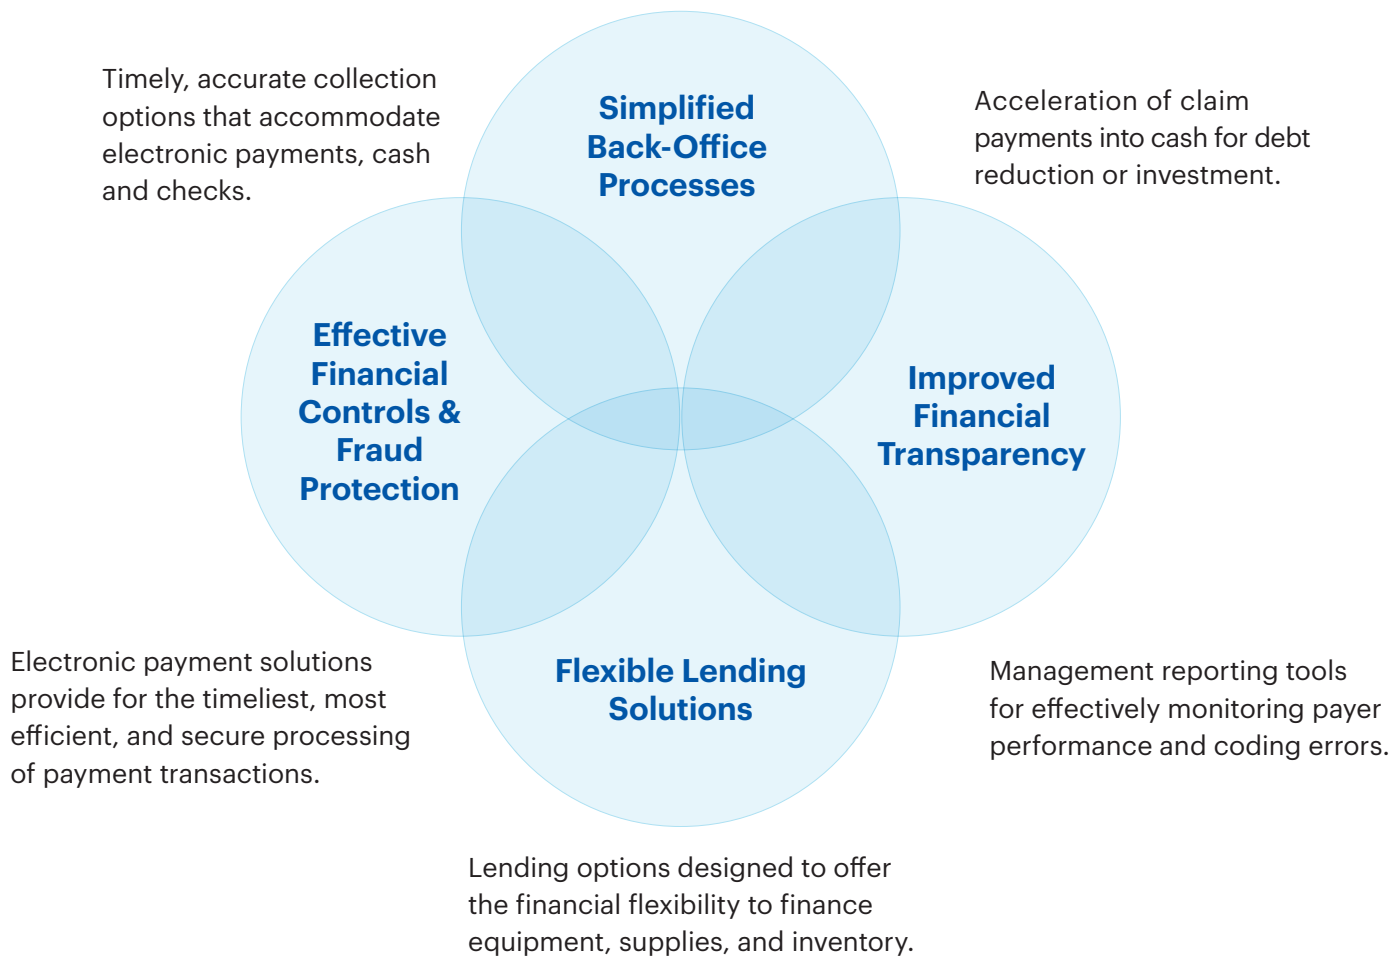 Timely, accurate collection
options that accommodate
electronic payments, cash
and checks.
Simplified
Back-Office
Processes
Acceleration of claim
payments into cash for debt
reduction or investment.
Effective
Financial
Controls &
Fraud
Protection
Improved
Financial
Transparency
Electronic payment solutions
provide for the timeliest, most
efficient, and secure processing
of payment transactions.
Flexible Lending
Solutions
Management reporting tools
for effectively monitoring payer
performance and coding errors.
Lending options designed to offer
the financial flexibility to finance
equipment, supplies, and inventory.